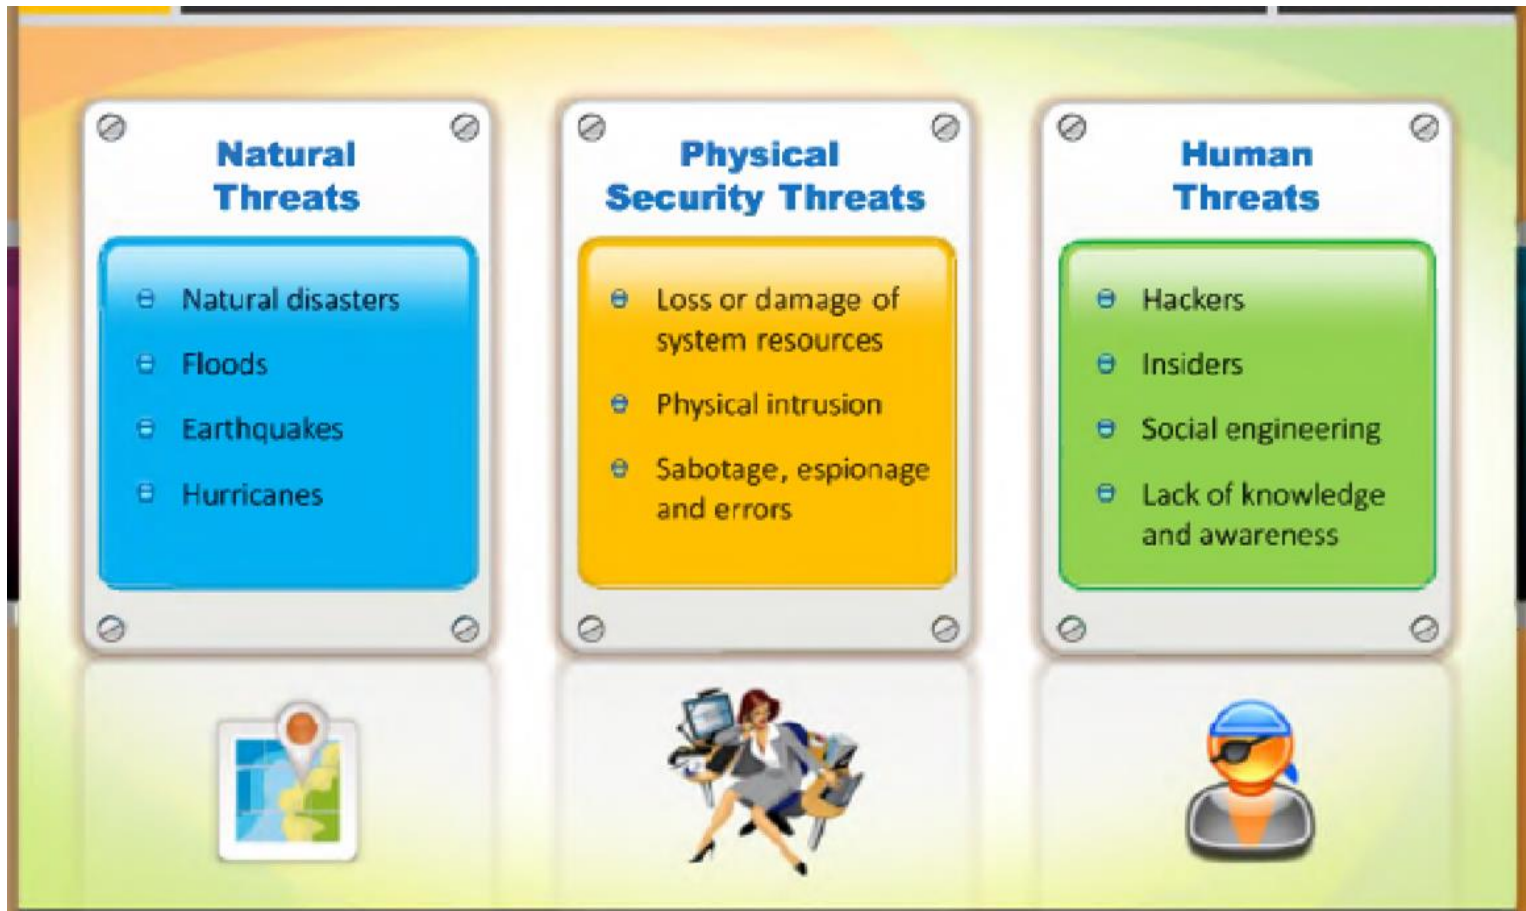 Natural
Threats
Natural disasters
Floods
Earthquakes
Hurricanes
Physical
Security Threats
Loss or damage of
system resources
Physical intrusion
Sabotage, espionage
and errors
Human
Threats
Hackers
Insiders
Social engineering
Lack of knowledge
and awareness